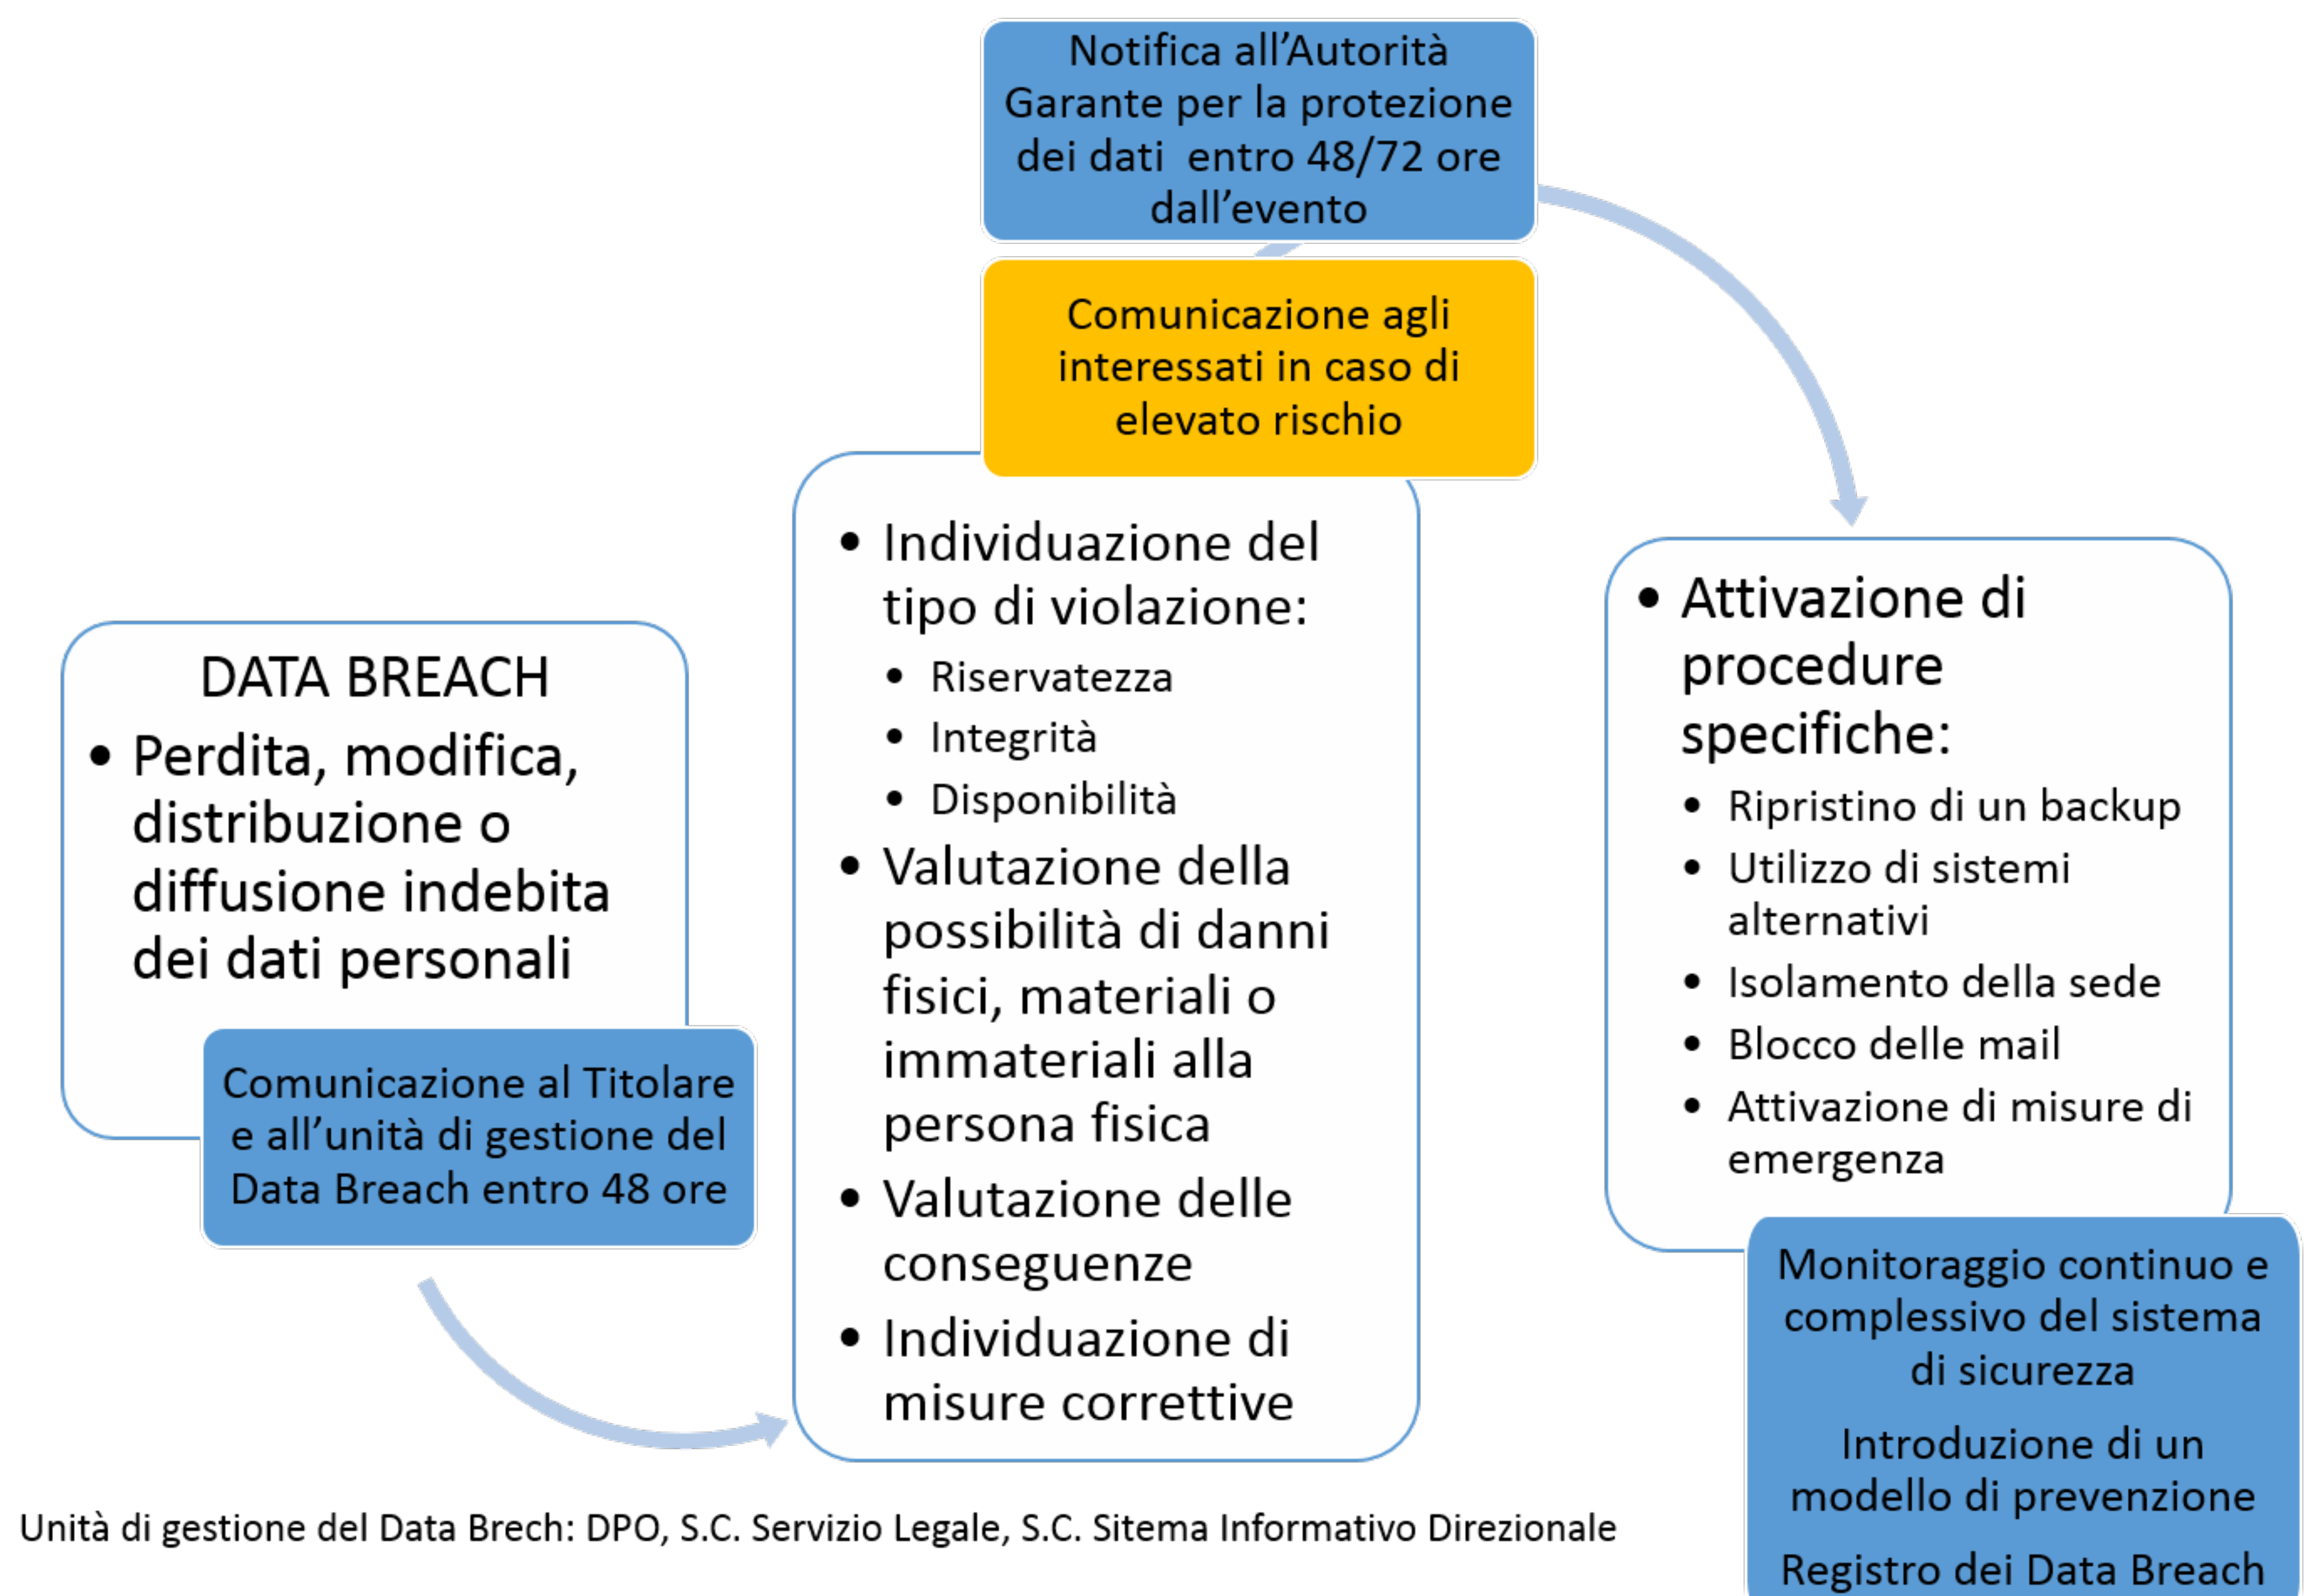 Notifica all’Autorità
Garante per la protezione
dei dati  entro 48/72 ore
dall’evento
Comunicazione agli
interessati in caso di
elevato rischio
DATA BREACH
• Perdita, modifica,
distribuzione o
diffusione indebita
dei dati personali
Comunicazione al Titolare
e all’unità di gestione del
Data Breach entro 48 ore
• Individuazione del
tipo di violazione:
• Riservatezza
• Integrità
• Disponibilità
• Valutazione della
possibilità di danni
fisici, materiali o
immateriali alla
persona fisica
• Valutazione delle
conseguenze
• Individuazione di
misure correttive
• Attivazione di
procedure
specifiche:
• Ripristino di un backup
• Utilizzo di sistemi
alternativi
• Isolamento della sede
• Blocco delle mail
• Attivazione di misure di
emergenza
Monitoraggio continuo e
complessivo del sistema
di sicurezza
Introduzione di un
modello di prevenzione
Registro dei Data Breach
Unità di gestione del Data Brech: DPO, S.C. Servizio Legale, S.C. Sitema Informativo Direzionale